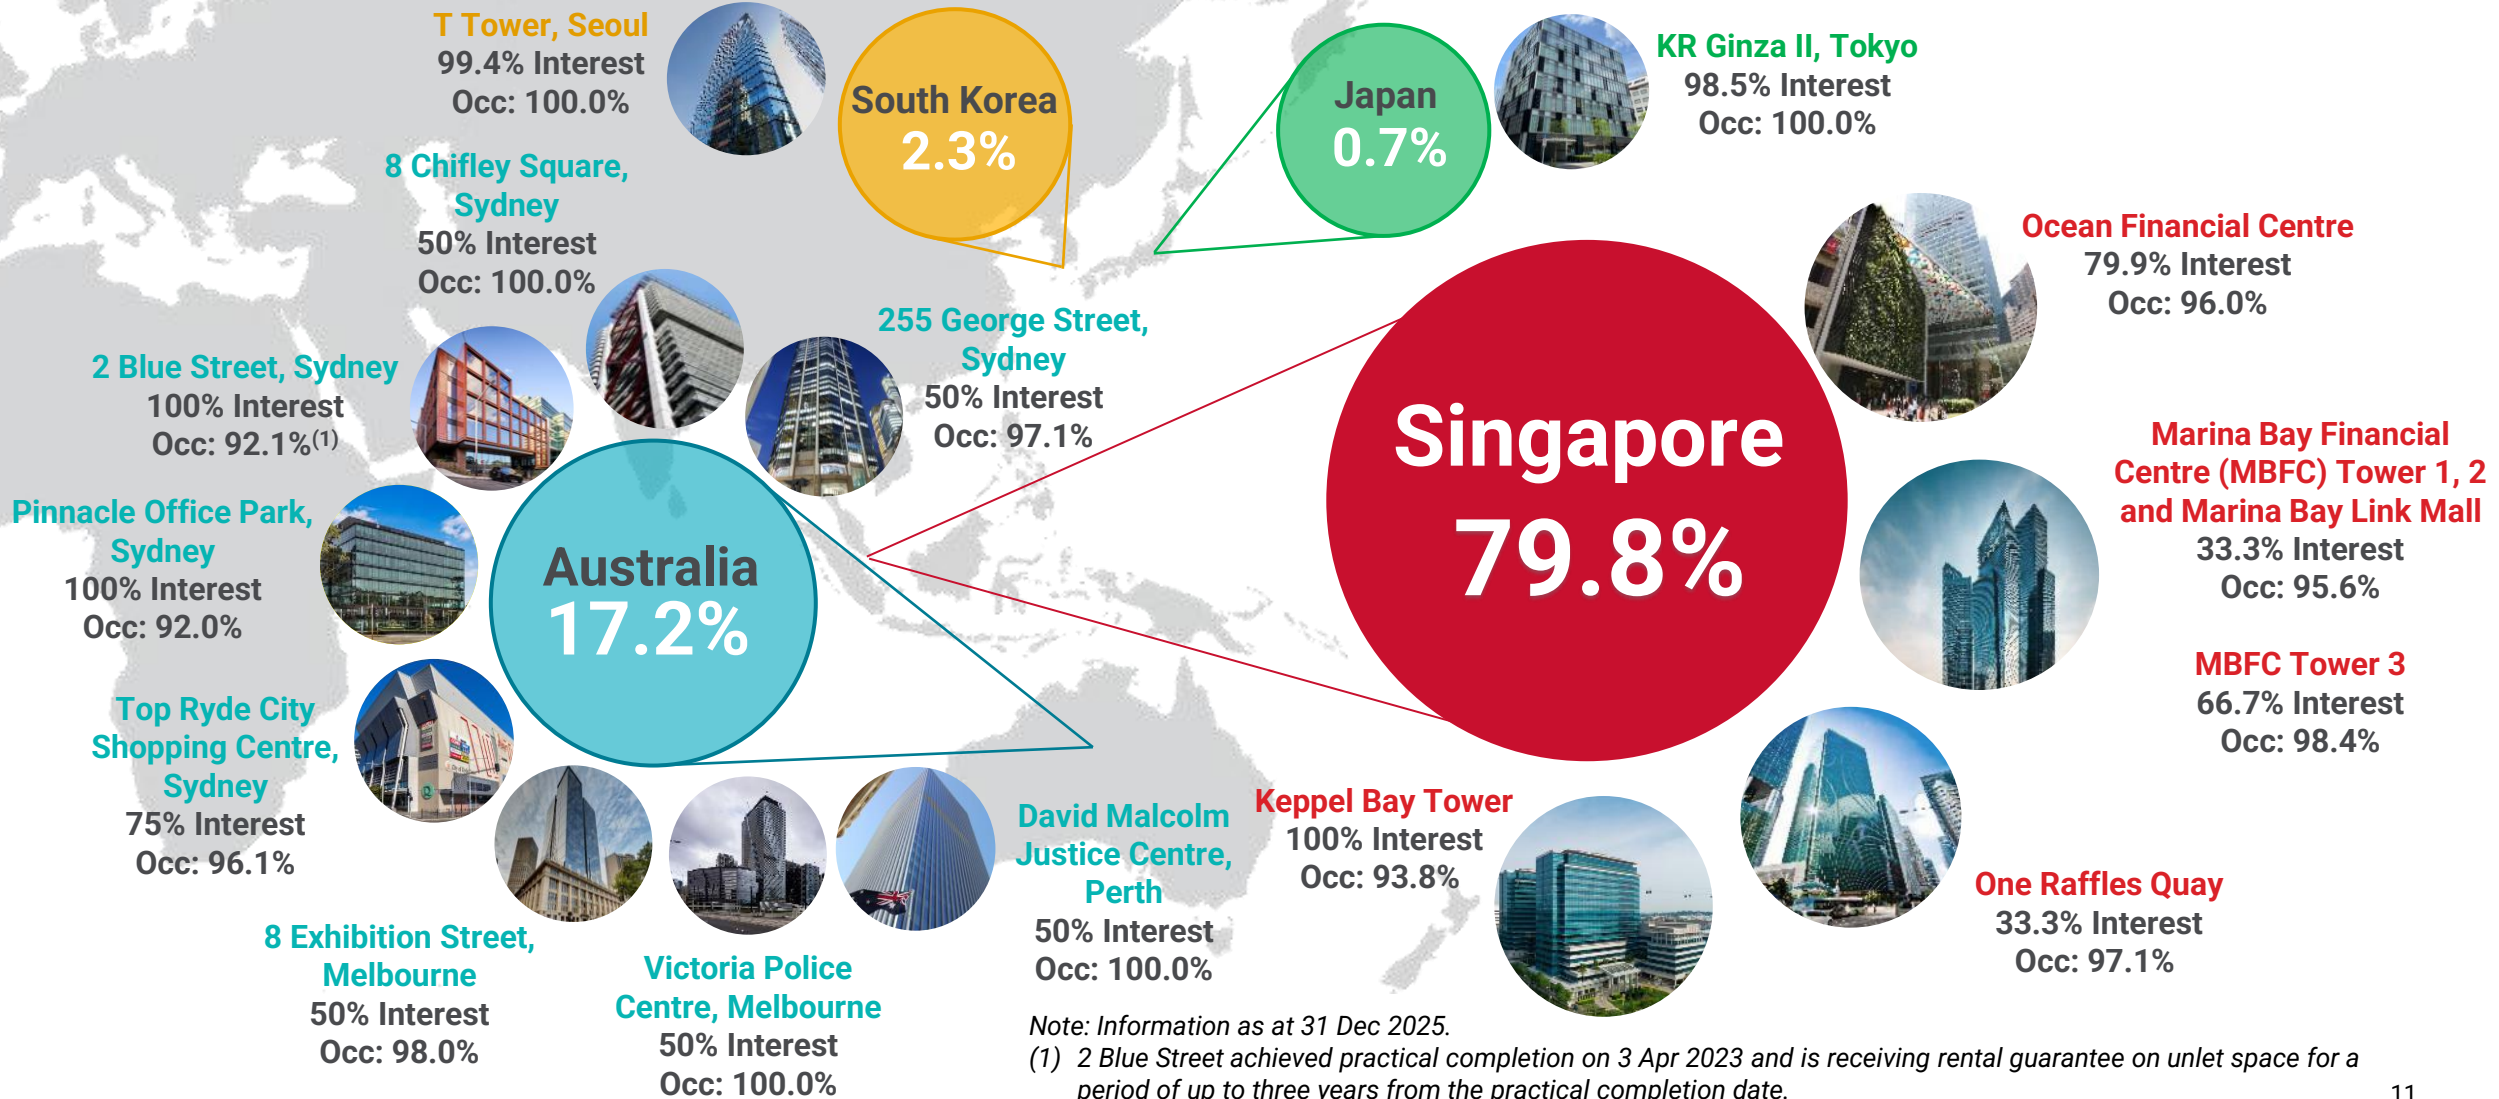 T Tower, Seoul
99.4% Interest
Occ: 100.0%
South Korea
2.3%
Japan
0.7%
KR Ginza II, Tokyo
98.5% Interest
Occ: 100.0%
8 Chifley Square,
Sydney
50% Interest
Occ: 100.0%
255 George Street,
Sydney
50% Interest
Occ: 97.1%
2 Blue Street, Sydney
100% Interest
Occ: 92.1%(1)
Pinnacle Office Park,
Sydney
100% Interest
Occ: 92.0%
Australia
17.2%
Top Ryde City
Shopping Centre,
Sydney
75% Interest
Occ: 96.1%
8 Exhibition Street,
Melbourne
50% Interest
Occ: 98.0%
Victoria Police
Centre, Melbourne
50% Interest
Occ: 100.0%
David Malcolm
Justice Centre,
Perth
50% Interest
Occ: 100.0%
Singapore
79.8%
Ocean Financial Centre
79.9% Interest
Occ: 96.0%
Marina Bay Financial
Centre (MBFC) Tower 1, 2
and Marina Bay Link Mall
33.3% Interest
Occ: 95.6%
MBFC Tower 3
66.7% Interest
Occ: 98.4%
Keppel Bay Tower
100% Interest
Occ: 93.8%
One Raffles Quay
33.3% Interest
Occ: 97.1%
Note: Information as at 31 Dec 2025.
(1) 2 Blue Street achieved practical completion on 3 Apr 2023 and is receiving rental guarantee on unlet space for a
period of up to three years from the practical completion date.
11